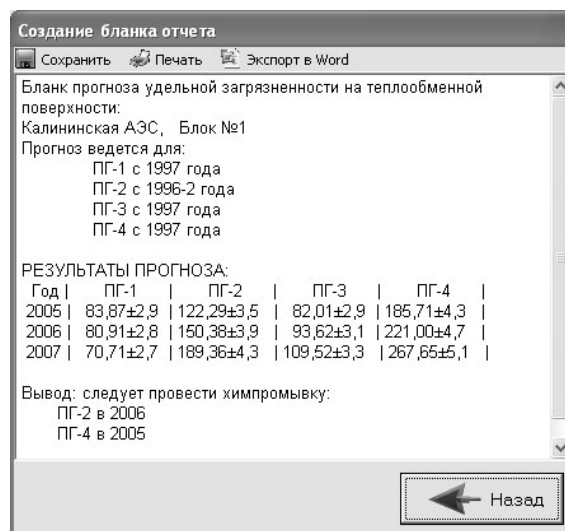 Создание бланка отчета
Сохранить Печать Экспорт в Word
Бланк прогноза удельной загрязненности на теплообменной
поверхности:
Калининская АЭС, Блок №1
Прогноз ведется для:
ПГ-1 с 1997 года
ПГ-2 с 1996-2 года
ПГ-3 с 1997 года
ПГ-4 с 1997 года
РЕЗУЛЬТАТЫ ПРОГНОЗА:
Год | ПГ-1 | ПГ-2 | ПГ-3 | ПГ-4 |
2005 | 83,87±2,9 | 122,29±3,5 | 82,01±2,9 | 185,71±4,3 |
2006 | 80,91±2,8 | 150,38±3,9 | 93,62±3,1 | 221,00±4,7 |
2007 | 70,71±2,7 | 189,36±4,3 | 109,52±3,3 | 267,65±5,1 |
Вывод: следует провести химпромывку:
ПГ-2 в 2006
ПГ-4 в 2005
Назад